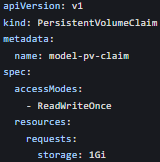 apiVersion: v1
kind: PersistentVolumeClaim
metadata:
  name: model-pv-claim
spec:
  accessModes:
    - ReadWriteOnce
  resources:
    requests:
      storage: 1Gi